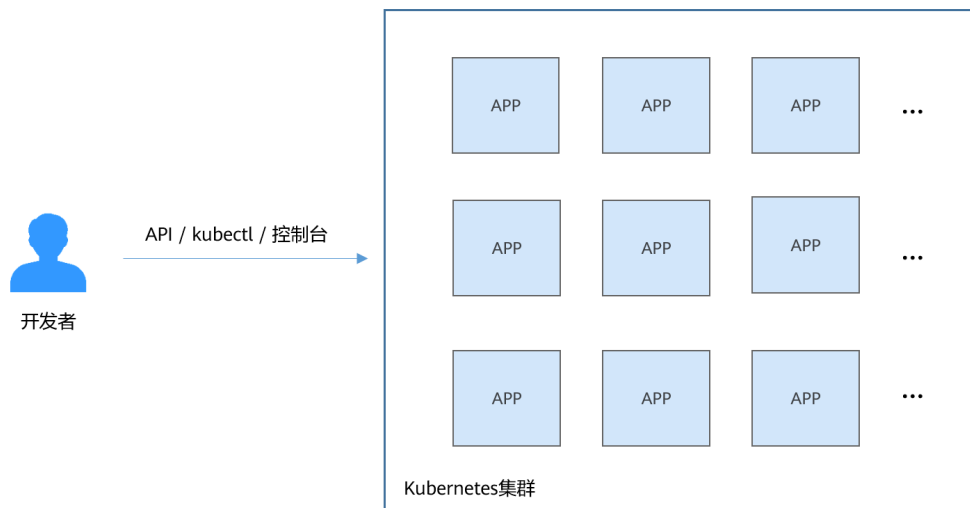 APP APP APP ...
API / kubectl / 控制台
APP APP APP ...
开发者
APP APP APP ...
Kubernetes集群